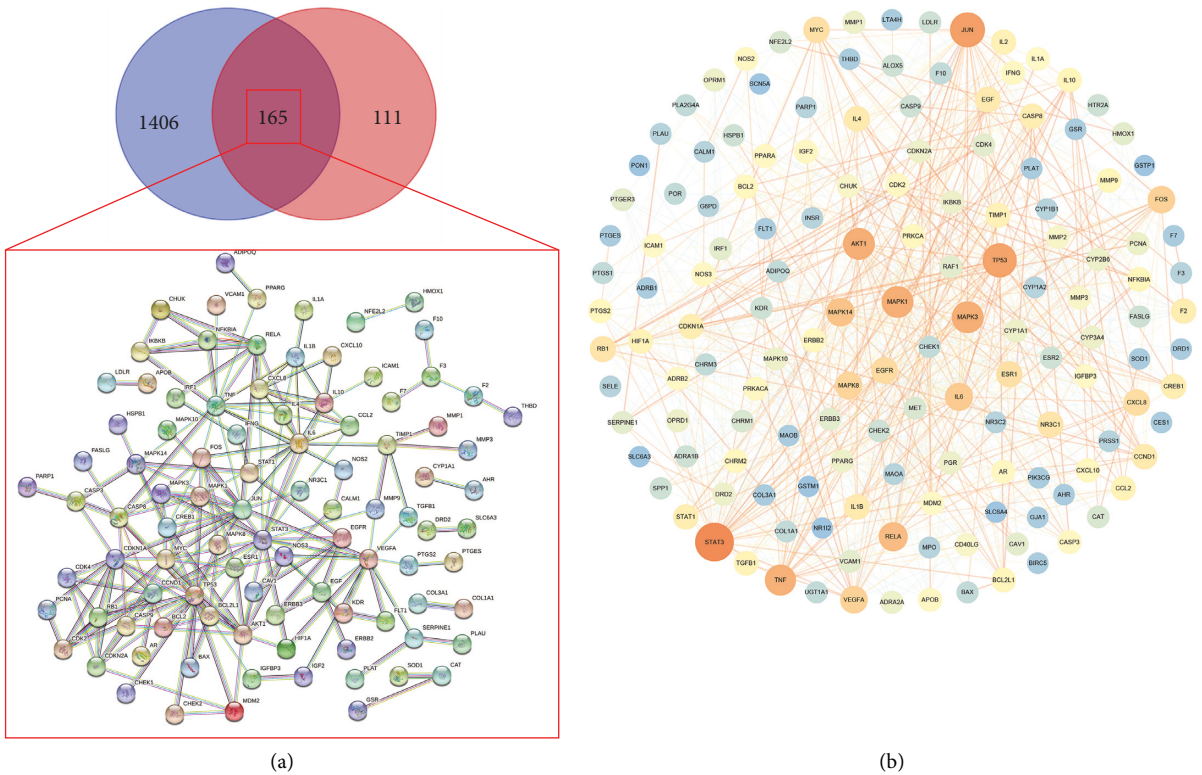 1406
165
111
ADIPOQ
CHUK
VCAM1
PPARG
IL1A
HMOX1
NFE2L2
NFKBIA
RELA
IKBKB
IL1B
CXCL10
F10
LDLR
APOB
IRF1
CXCL8
IL10
ICAM1
F3
F7
F2
TNF
IL4
THBD
HSPB1
MAPK10
IFNG
CCL2
IL6
TIMP1
MMP1
MMP3
FASLG
MAPK14
FOS
STAT1
NOS2
CYP1A1
PARP1
CASP3
MAPK3
MAPK1
NR3C1
AHR
CASP8
JUN
CALM1
MMP9
TGFB1
CREB1
STAT3
EGFR
DRD2
SLC6A3
CDKN1A
MAPK8
NOS3
VEGFA
MYC
ESR1
PTGS2
PTGES
CDK4
CCND1
TP53
CAV1
EGF
PCNA
RB1
BCL2L1
ERBB3
KDR
FLT1
COL3A1
COL1A1
CASP9
BCL2
AKT1
HIF1A
SERPINE1
PLAU
CDK2
AR
ERBB2
CDKN2A
BAX
IGFBP3
IGF2
PLAT
SOD1
CAT
CHEK1
CHEK2
MDM2
GSR
(a)
MMP1
LTA4H
LDLR
JUN
MYC
NFE2L2
IL2
NOS2
THBD
ALOX5
F10
IFNG
IL1A
OPRM1
SCN5A
IL10
PLA2G4A
PARP1
CASP9
EGF
HTR2A
PLAU
HSPB1
IL4
CASP8
GSR
HMOX1
CALM1
PPARA
IGF2
CDKN2A
CDK4
PON1
PLAT
GSTP1
PTGER3
POR
G6PD
BCL2
CHUK
CDK2
IKBKB
CYP1B1
MMP9
FOS
PTGES
ICAM1
IRF1
FLT1
INSR
PRKCA
TIMP1
MMP2
PCNA
F7
PTGS1
ADRB1
NOS3
ADIPOQ
AKT1
RAF1
TP53
CYP2B6
F3
PTGS2
KDR
CYP1A2
NFKBIA
HIF1A
CDKN1A
MAPK14
MAPK1
MAPK3
MMP3
FASLG
F2
RB1
ERBB2
CYP1A1
CYP3A4
DRD1
SELE
CHRM3
MAPK10
CHEK1
ESR2
SOD1
ADRB2
PRKACA
MAPK8
EGFR
ESR1
IGFBP3
CREB1
SERPINE1
OPRD1
CHRM1
ERBB3
MET
IL6
CXCL8
SLC6A3
ADRA1B
CHRM2
MAOB
CHEK2
NR3C2
NR3C1
PRSS1
CES1
SPP1
DRD2
PPARG
MAOA
PGR
AR
CXCL10
CCND1
COL3A1
GSTM1
PIK3CG
CCL2
STAT1
IL1B
MDM2
SLC6A4
AHR
STAT3
COL1A1
NR1I2
RELA
GJA1
CAT
TGFB1
VCAM1
MPO
CD40LG
CAV1
CASP3
TNF
BCL2L1
BIRC5
UGT1A1
VEGFA
ADRA2A
APOB
BAX
(b)